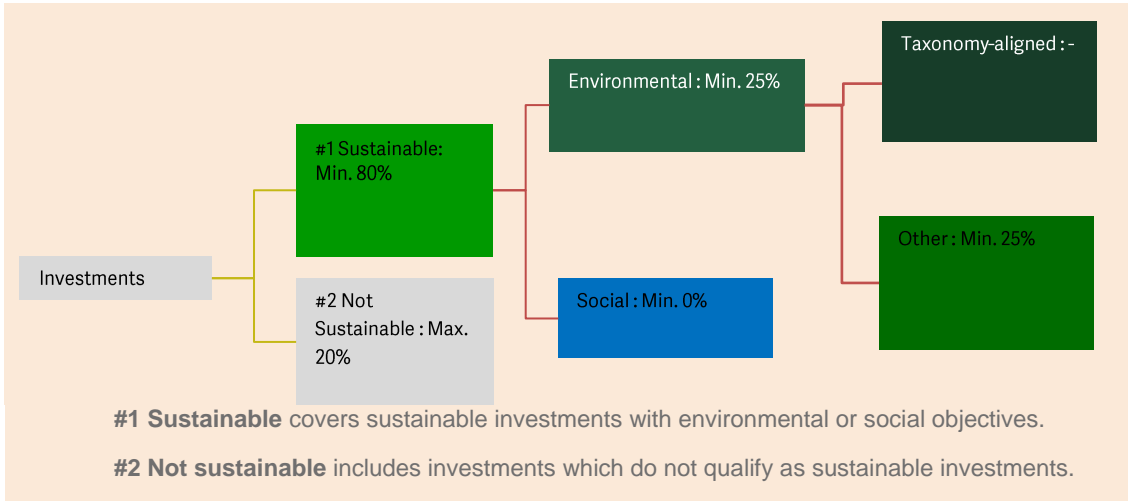 Taxonomy-aligned : -
Environmental : Min. 25%
#1 Sustainable:
Min. 80%
Other : Min. 25%
Investments
#2 Not
Sustainable : Max.
20%
Social : Min. 0%
#1 Sustainable covers sustainable investments with environmental or social objectives.
#2 Not sustainable includes investments which do not qualify as sustainable investments.